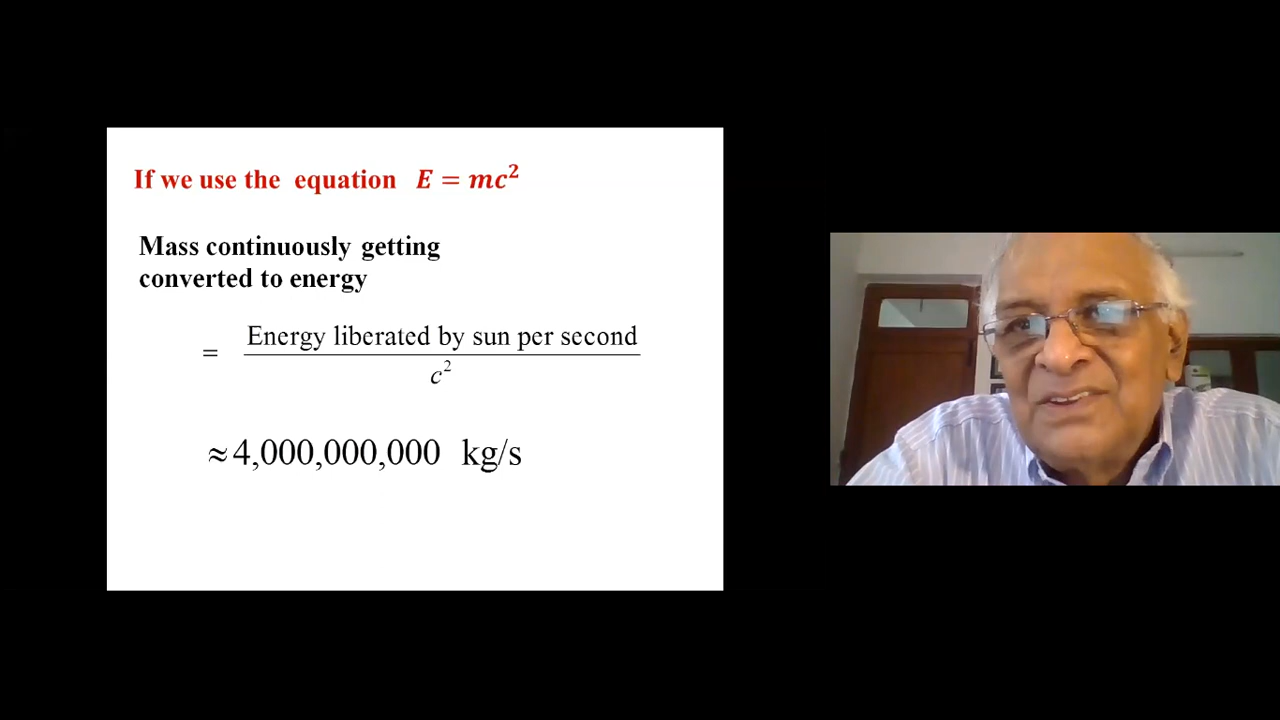 If we use the equation E = mc²
Mass continuously getting
converted to energy
= Energy liberated by sun per second
c²
≈ 4,000,000,000 kg/s